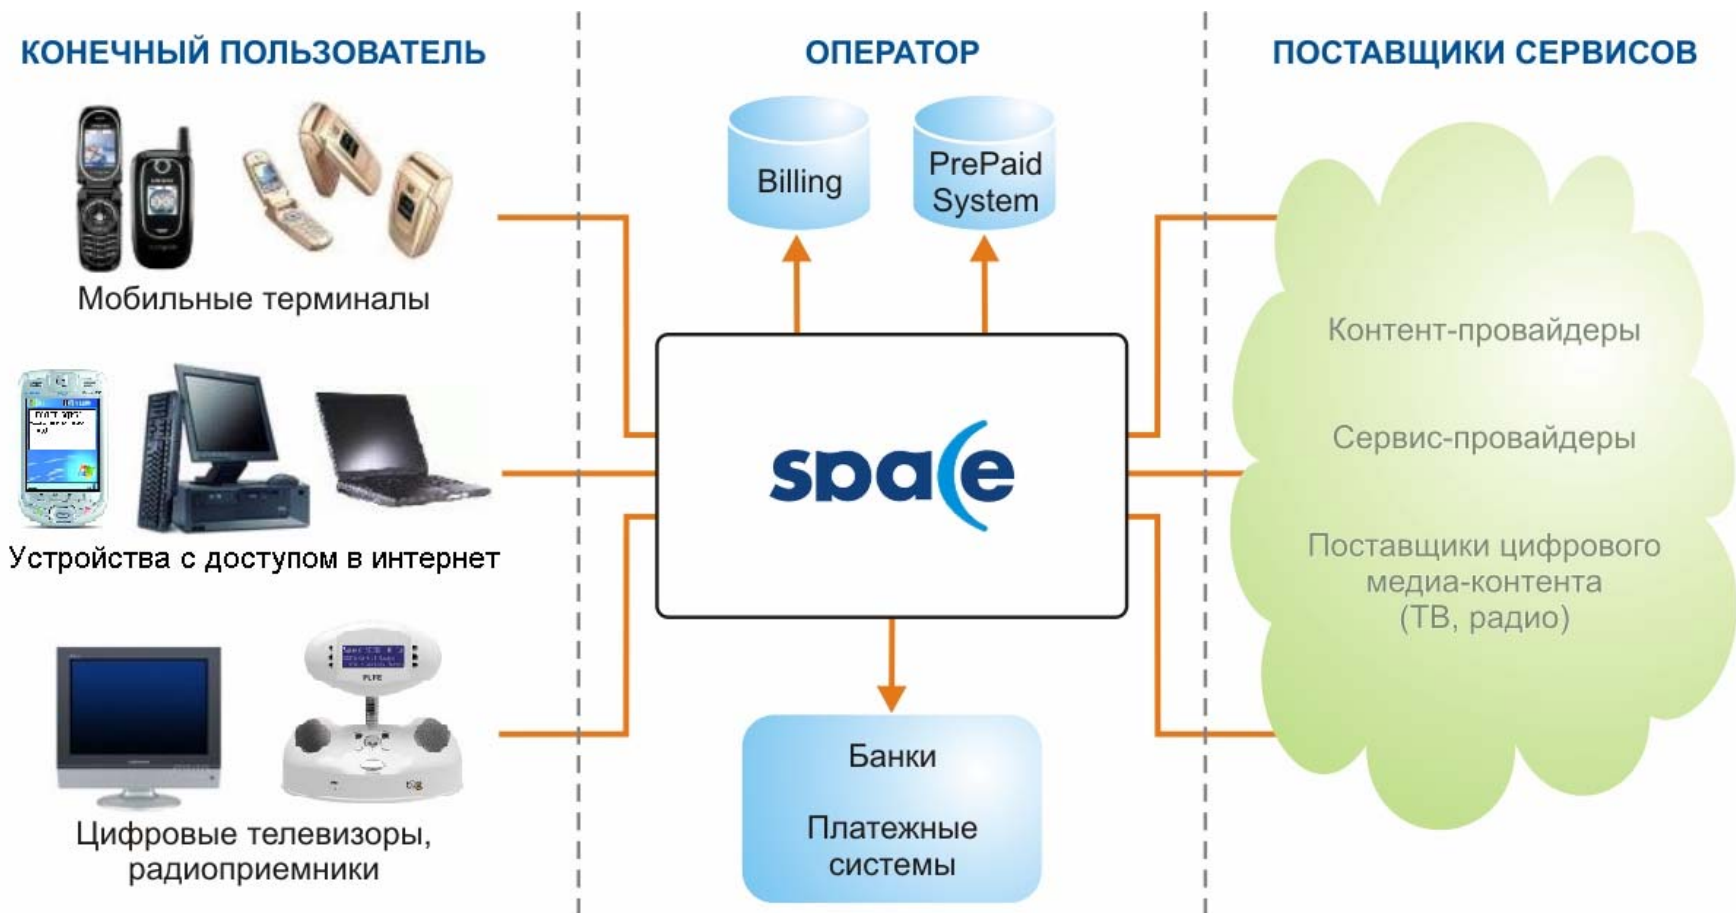 КОНЕЧНЫЙ ПОЛЬЗОВАТЕЛЬ
Мобильные терминалы
Устройства с доступом в интернет
Цифровые телевизоры,
радиоприемники
ОПЕРАТОР
Billing
PrePaid
System
space
Банки
Платежные
системы
ПОСТАВЩИКИ СЕРВИСОВ
Контент-провайдеры
Сервис-провайдеры
Поставщики цифрового
медиа-контента
(ТВ, радио)